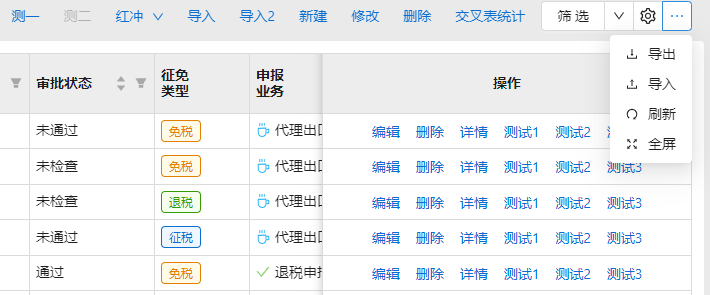 测一 测二 红冲 导入 导入2 新建 修改 删除 交叉表统计 筛 选
导出
导入
刷新
全屏
审批状态 征免类型 申报业务 操作
未通过 免税 代理出口 编辑 删除 详情 测试1 测试2
未检查 免税 代理出口 编辑 删除 详情 测试1 测试2 测试3
未检查 退税 代理出口 编辑 删除 详情 测试1 测试2 测试3
未通过 征税 代理出口 编辑 删除 详情 测试1 测试2 测试3
通过 免税 退税申报 编辑 删除 详情 测试1 测试2 测试3